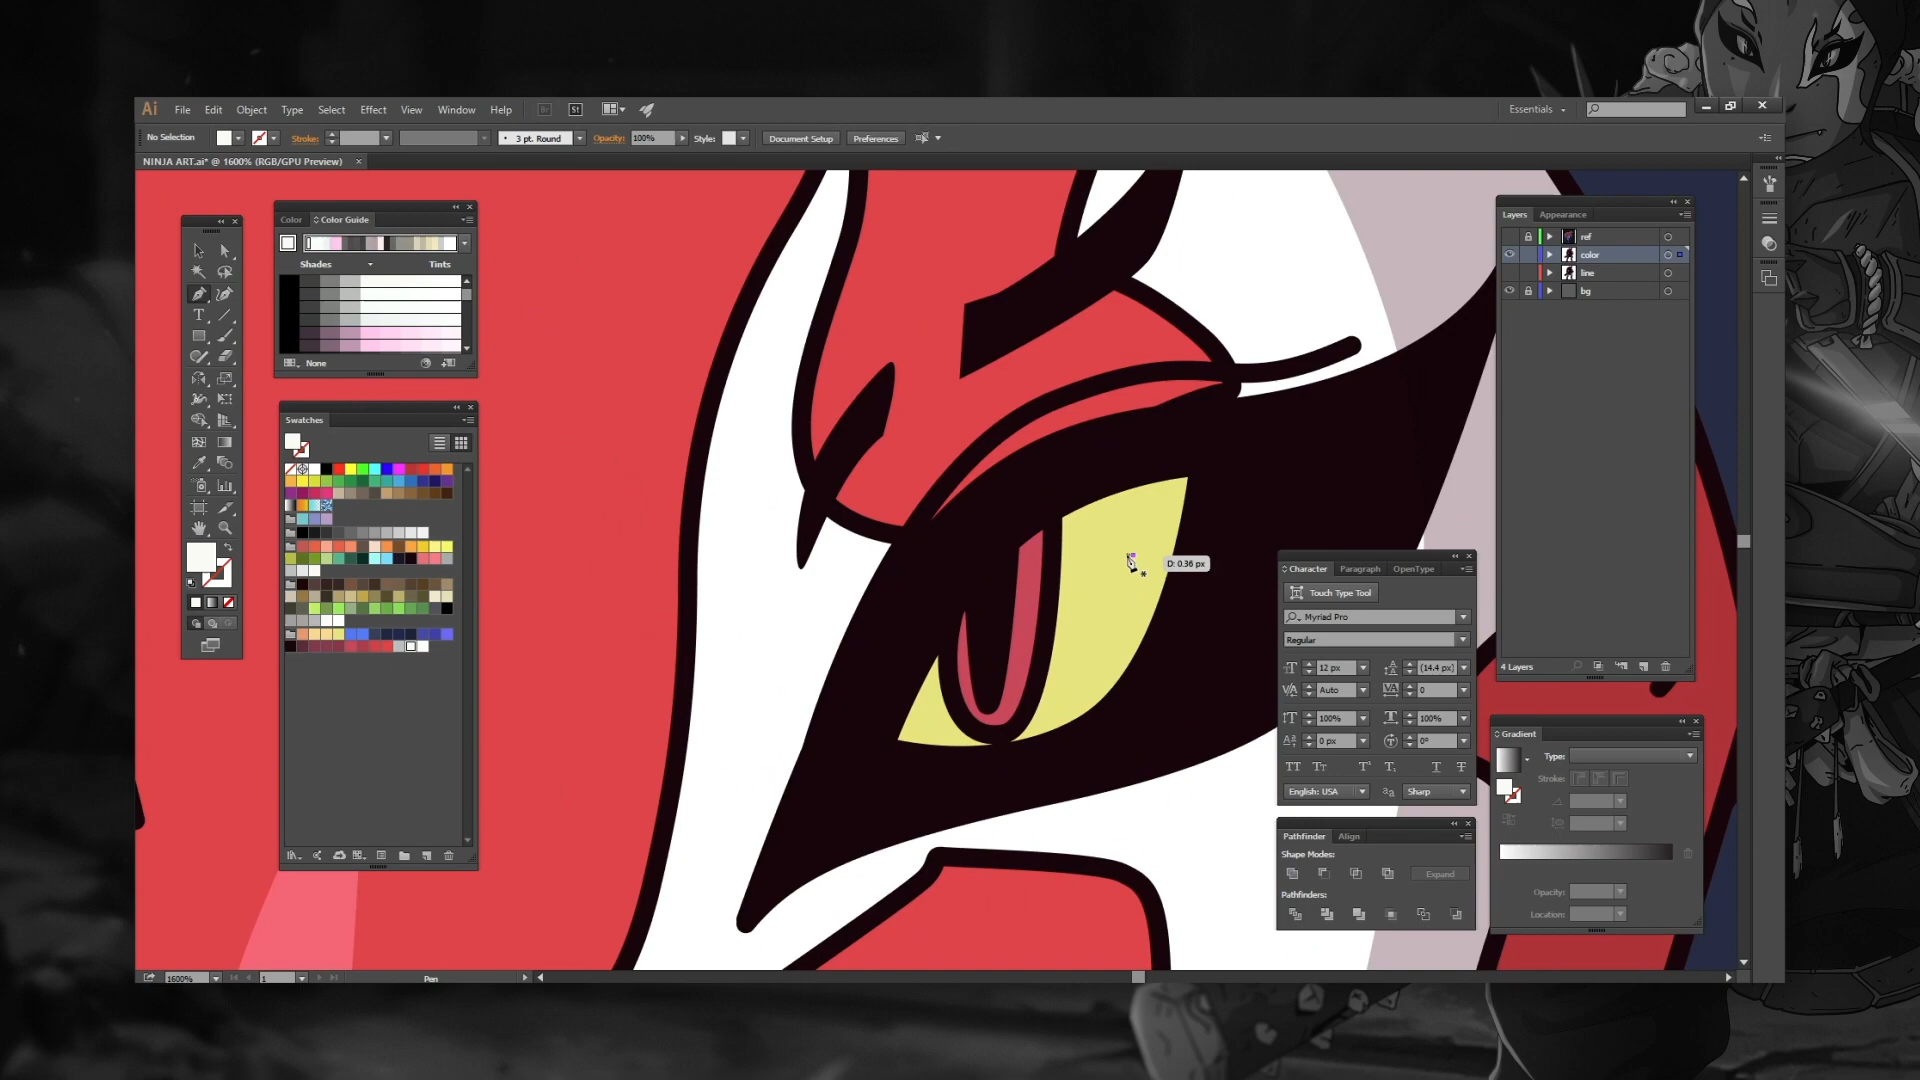 Ai File Edit Object Type Select Effect View Window Help Br St Essentials
No Selection Stroke: 3 pt. Round Opacity: 100% Style: Document Setup Preferences
NINJA ART.ai* @ 1600% (RGB/GPU Preview)
Color Color Guide
Shades Tints
None
Swatches
Layers Appearance
ref
color
line
bg
4 Layers
D: 0.36 px
Character Paragraph OpenType
Touch Type Tool
Myriad Pro
Regular
12 px (14.4 px)
Auto 0
100% 100%
0 px 0°
English: USA Sharp
Pathfinder Align
Shape Modes:
Expand
Pathfinders:
Gradient
Type:
Stroke:
Opacity:
Location:
1600% 1 Pen